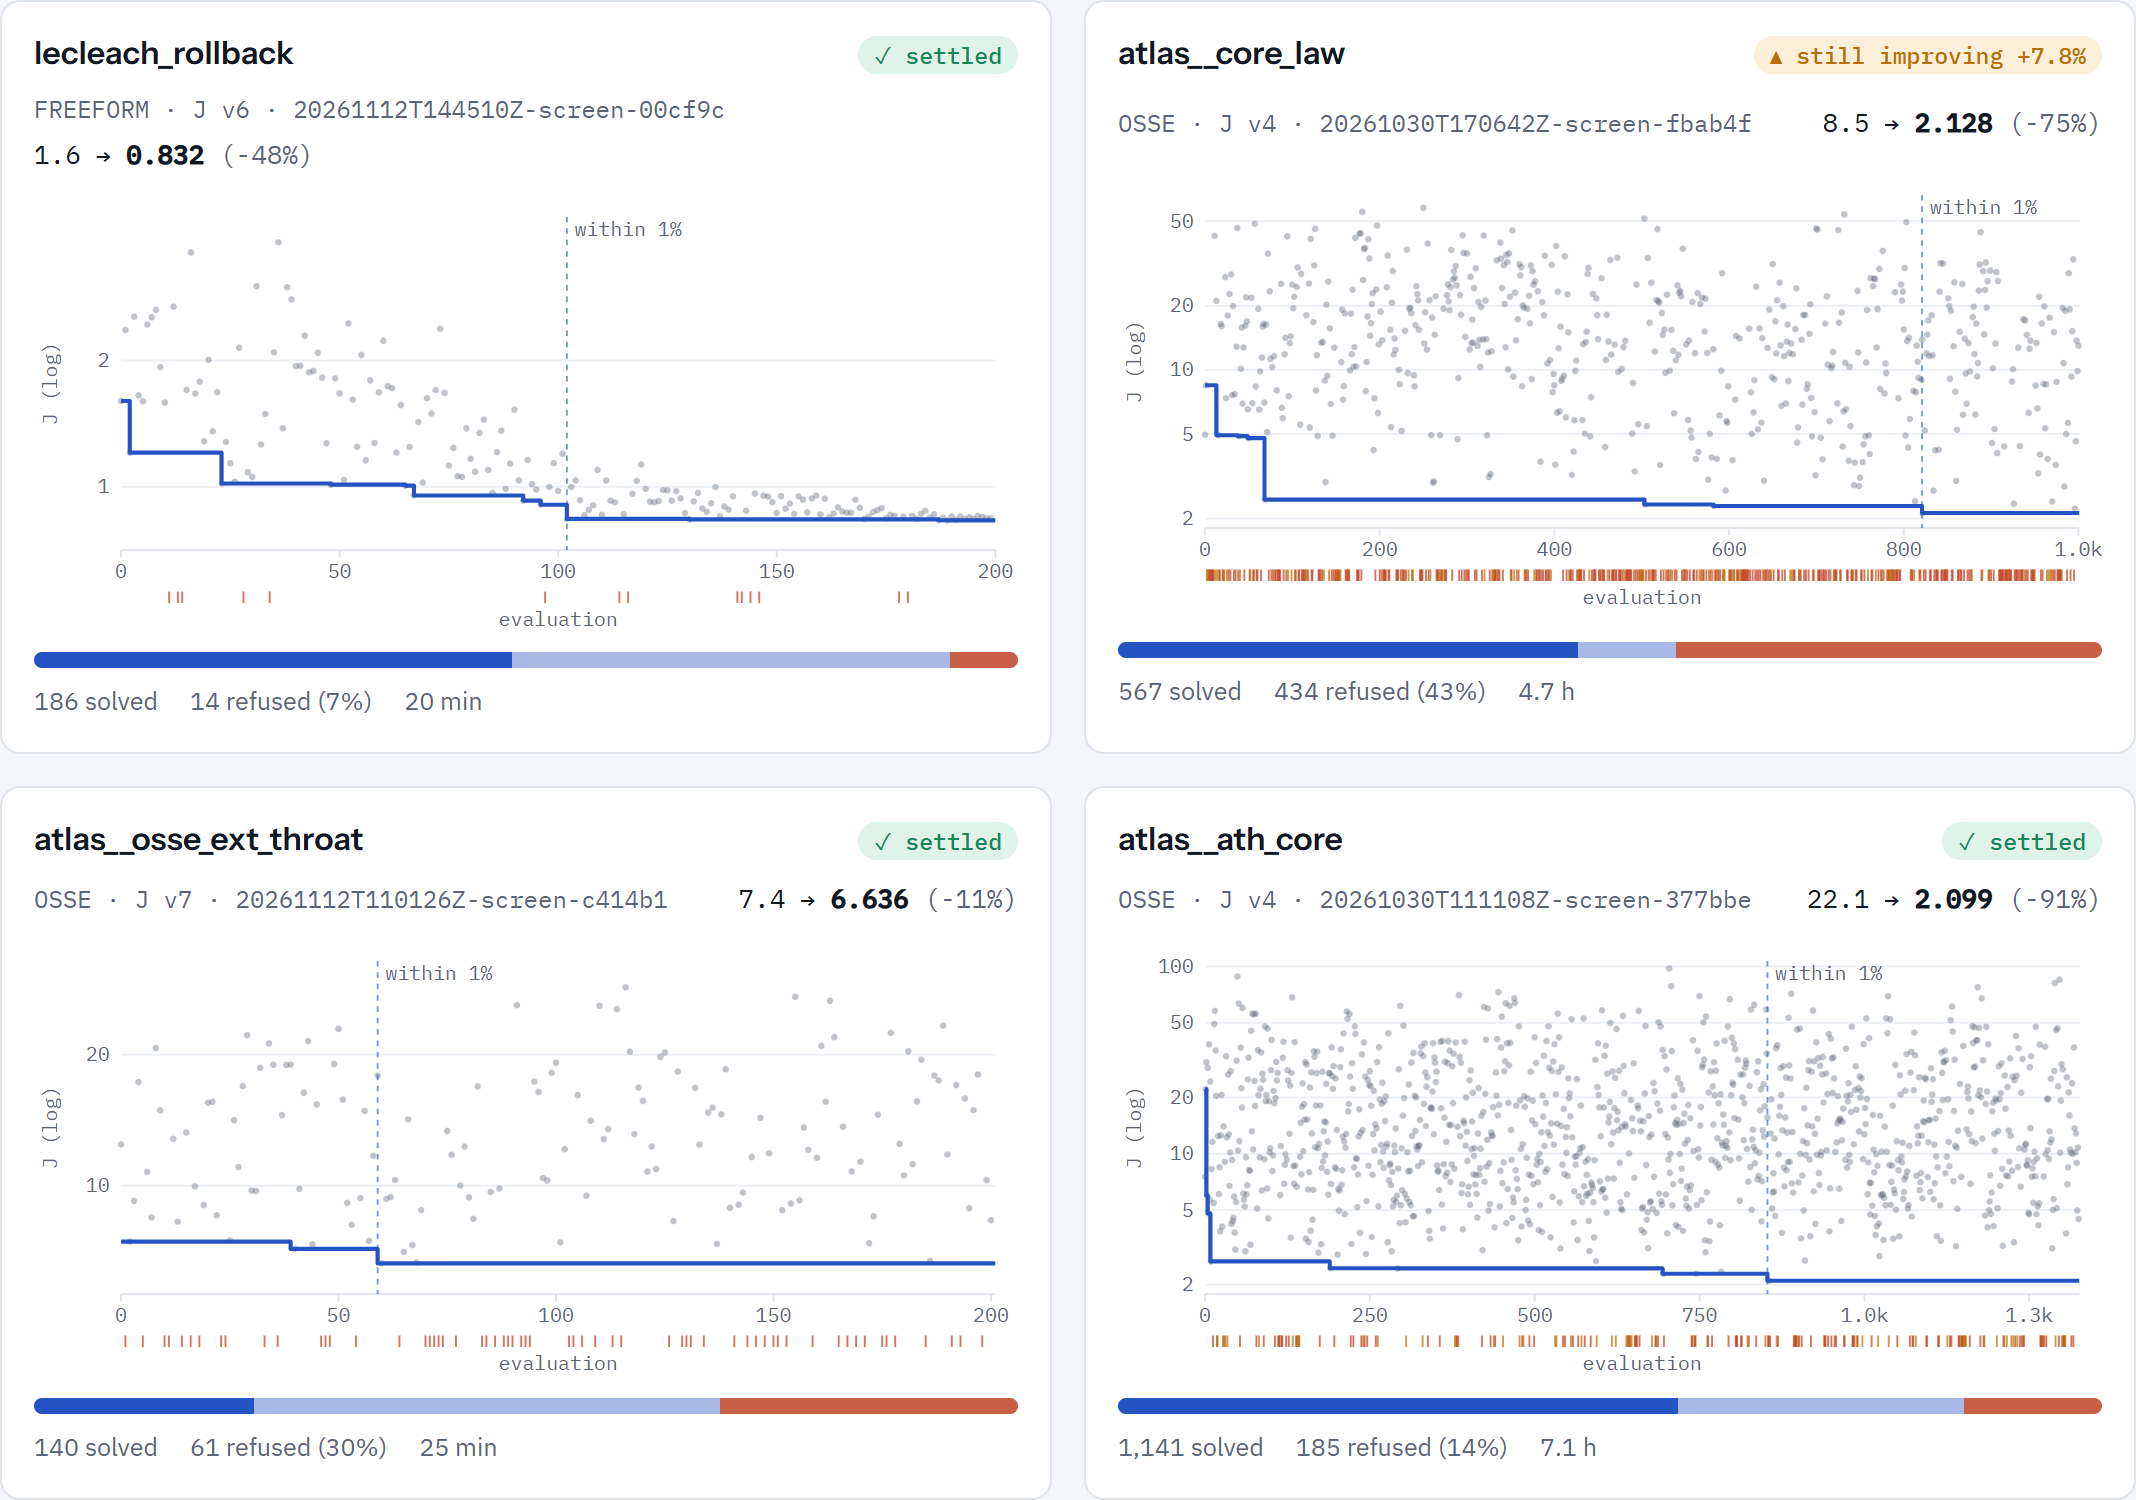 lecleach_rollback
✓ settled
FREEFORM · J v6 · 20261112T144510Z-screen-00cf9c
1.6 → 0.832 (-48%)
within 1%
J (log)
2
1
0 50 100 150 200
evaluation
186 solved 14 refused (7%) 20 min
atlas__core_law
▲ still improving +7.8%
OSSE · J v4 · 20261030T170642Z-screen-fbab4f
8.5 → 2.128 (-75%)
within 1%
J (log)
50
20
10
5
2
0 200 400 600 800 1.0k
evaluation
567 solved 434 refused (43%) 4.7 h
atlas__osse_ext_throat
✓ settled
OSSE · J v7 · 20261112T110126Z-screen-c414b1
7.4 → 6.636 (-11%)
within 1%
J (log)
20
10
0 50 100 150 200
evaluation
140 solved 61 refused (30%) 25 min
atlas__ath_core
✓ settled
OSSE · J v4 · 20261030T111108Z-screen-377bbe
22.1 → 2.099 (-91%)
within 1%
J (log)
100
50
20
10
5
2
0 250 500 750 1.0k 1.3k
evaluation
1,141 solved 185 refused (14%) 7.1 h